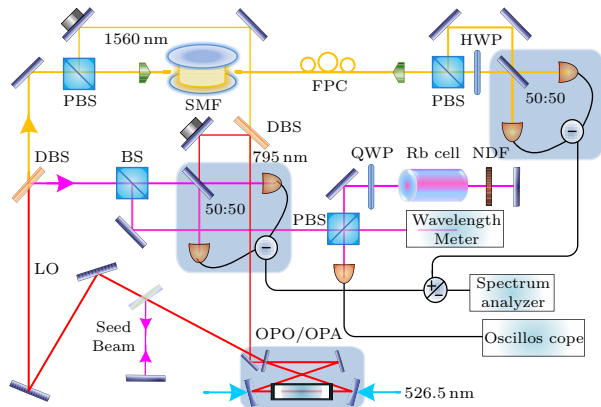 1560 nm
HWP
PBS
SMF
FPC
PBS
50:50
DBS
795 nm
DBS
BS
QWP
Rb cell
NDF
50:50
PBS
Wavelength
Meter
LO
+
−
Spectrum
analyzer
Seed
Beam
OPO/OPA
Oscillos cope
526.5 nm